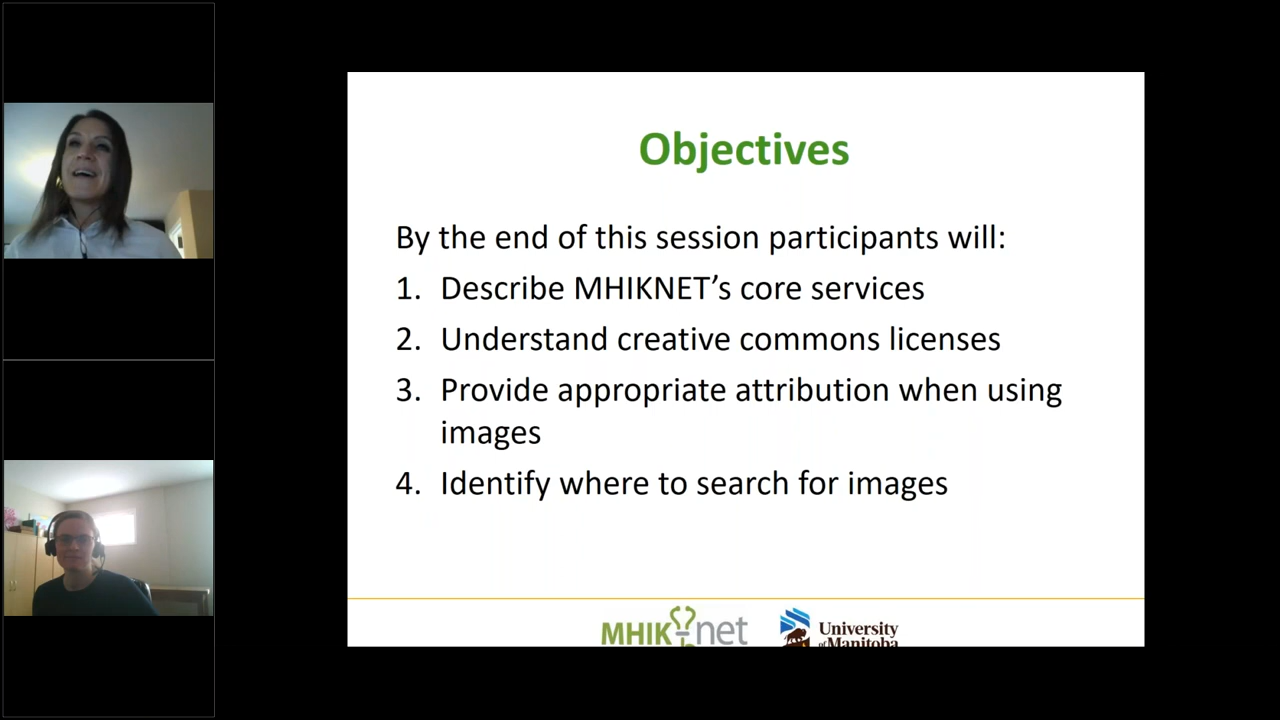 Objectives
By the end of this session participants will:
1. Describe MHIKNET’s core services
2. Understand creative commons licenses
3. Provide appropriate attribution when using
images
4. Identify where to search for images
MHIK-net
University
of Manitoba